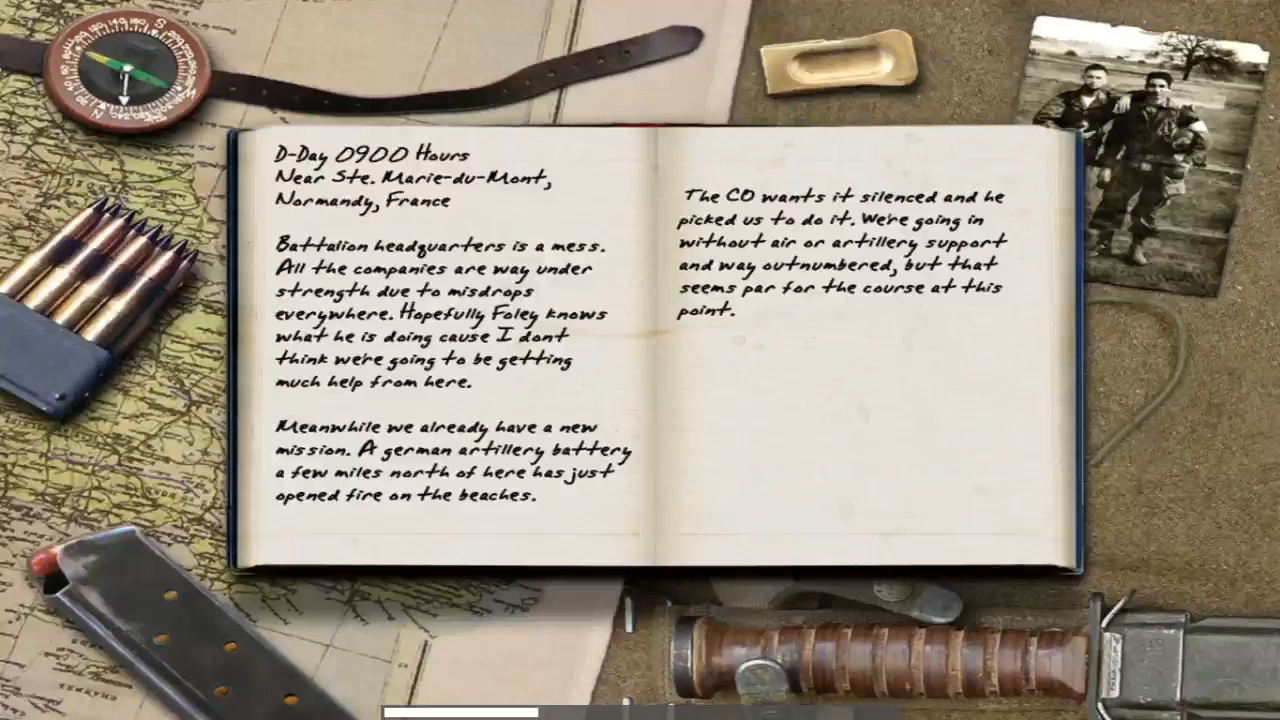 D-Day 0900 Hours
Near Ste. Marie-du-Mont,
Normandy, France
Battalion headquarters is a mess.
All the companies are way under
strength due to misdrops
everywhere. Hopefully Foley knows
what he is doing cause I dont
think we're going to be getting
much help from here.
Meanwhile we already have a new
mission. A german artillery battery
a few miles north of here has just
opened fire on the beaches.
The CO wants it silenced and he
picked us to do it. We're going in
without air or artillery support
and way outnumbered, but that
seems par for the course at this
point.